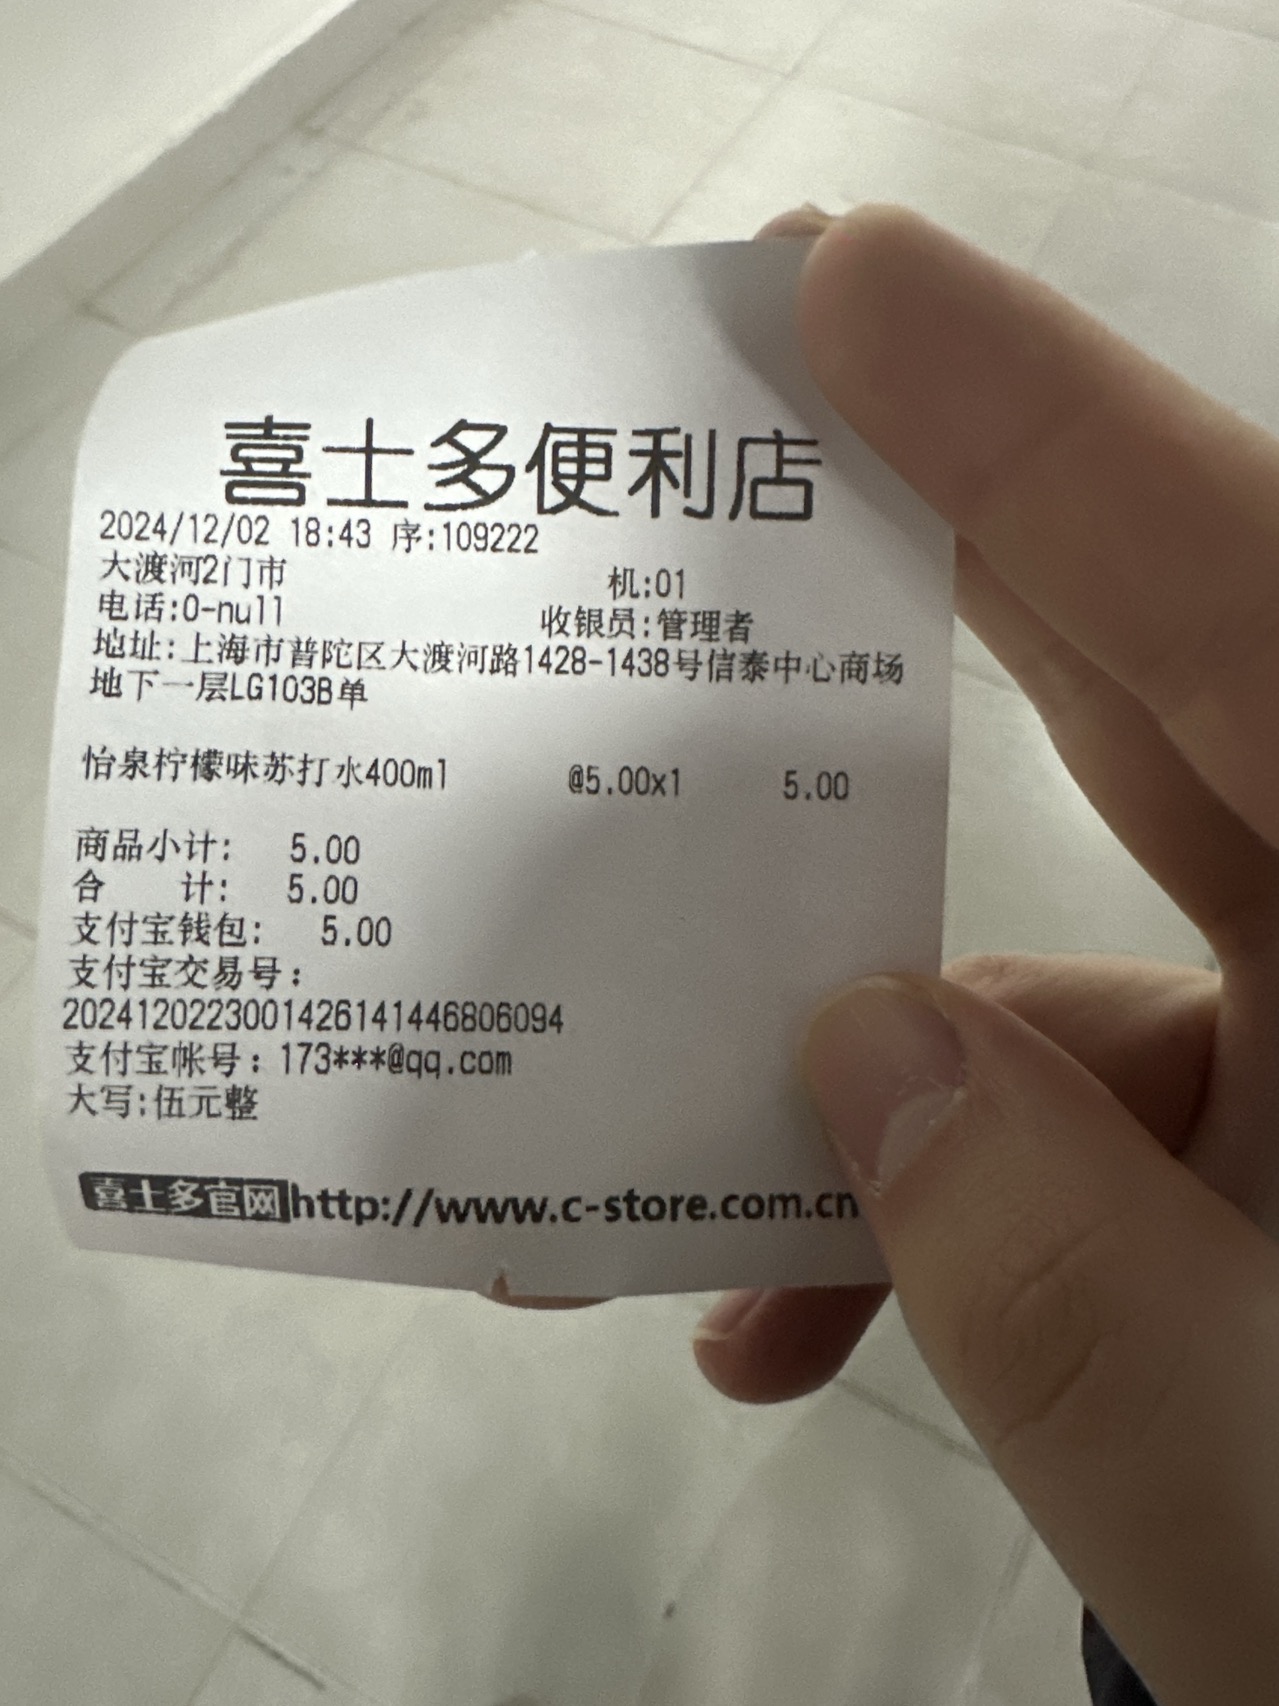 喜士多便利店
2024/12/02 18:43 序:109222
大渡河2门市 机:01
电话:0-null 收银员:管理者
地址:上海市普陀区大渡河路1428-1438号信泰中心商场
地下一层LG103B单
怡泉柠檬味苏打水400ml @5.00x1 5.00
商品小计: 5.00
合 计: 5.00
支付宝钱包: 5.00
支付宝交易号:
2024120223001426141446806094
支付宝帐号:173***@qq.com
大写:伍元整
喜士多官网http://www.c-store.com.cn